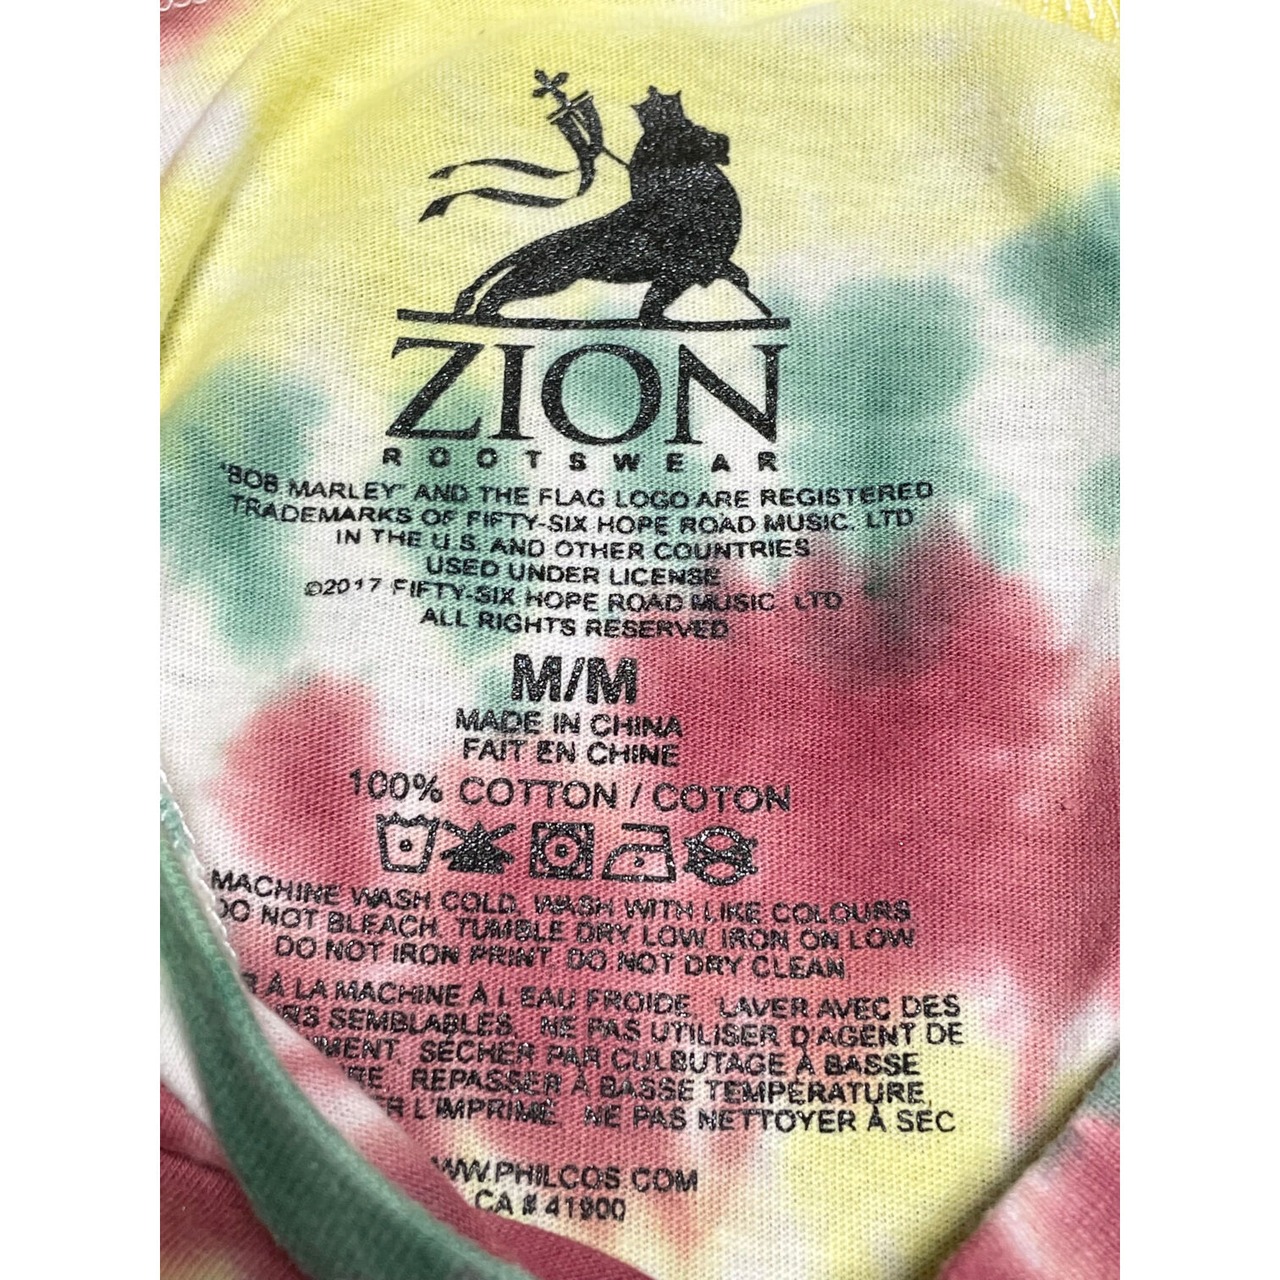 ZION
ROOTSWEAR
"BOB MARLEY" AND THE FLAG LOGO ARE REGISTERED
TRADEMARKS OF FIFTY-SIX HOPE ROAD MUSIC, LTD
IN THE U.S. AND OTHER COUNTRIES
USED UNDER LICENSE
©2017 FIFTY-SIX HOPE ROAD MUSIC, LTD
ALL RIGHTS RESERVED
M/M
MADE IN CHINA
FAIT EN CHINE
100% COTTON / COTON
MACHINE WASH COLD, WASH WITH LIKE COLOURS
DO NOT BLEACH, TUMBLE DRY LOW, IRON ON LOW
DO NOT IRON PRINT, DO NOT DRY CLEAN
À LA MACHINE À L'EAU FROIDE, LAVER AVEC DES
SEMBLABLES, NE PAS UTILISER D'AGENT DE
SÉCHER PAR CULBUTAGE À BASSE
REPASSER À BASSE TEMPÉRATURE,
L'IMPRIMÉ, NE PAS NETTOYER À SEC
WWW.PHILCOS.COM
CA # 41900